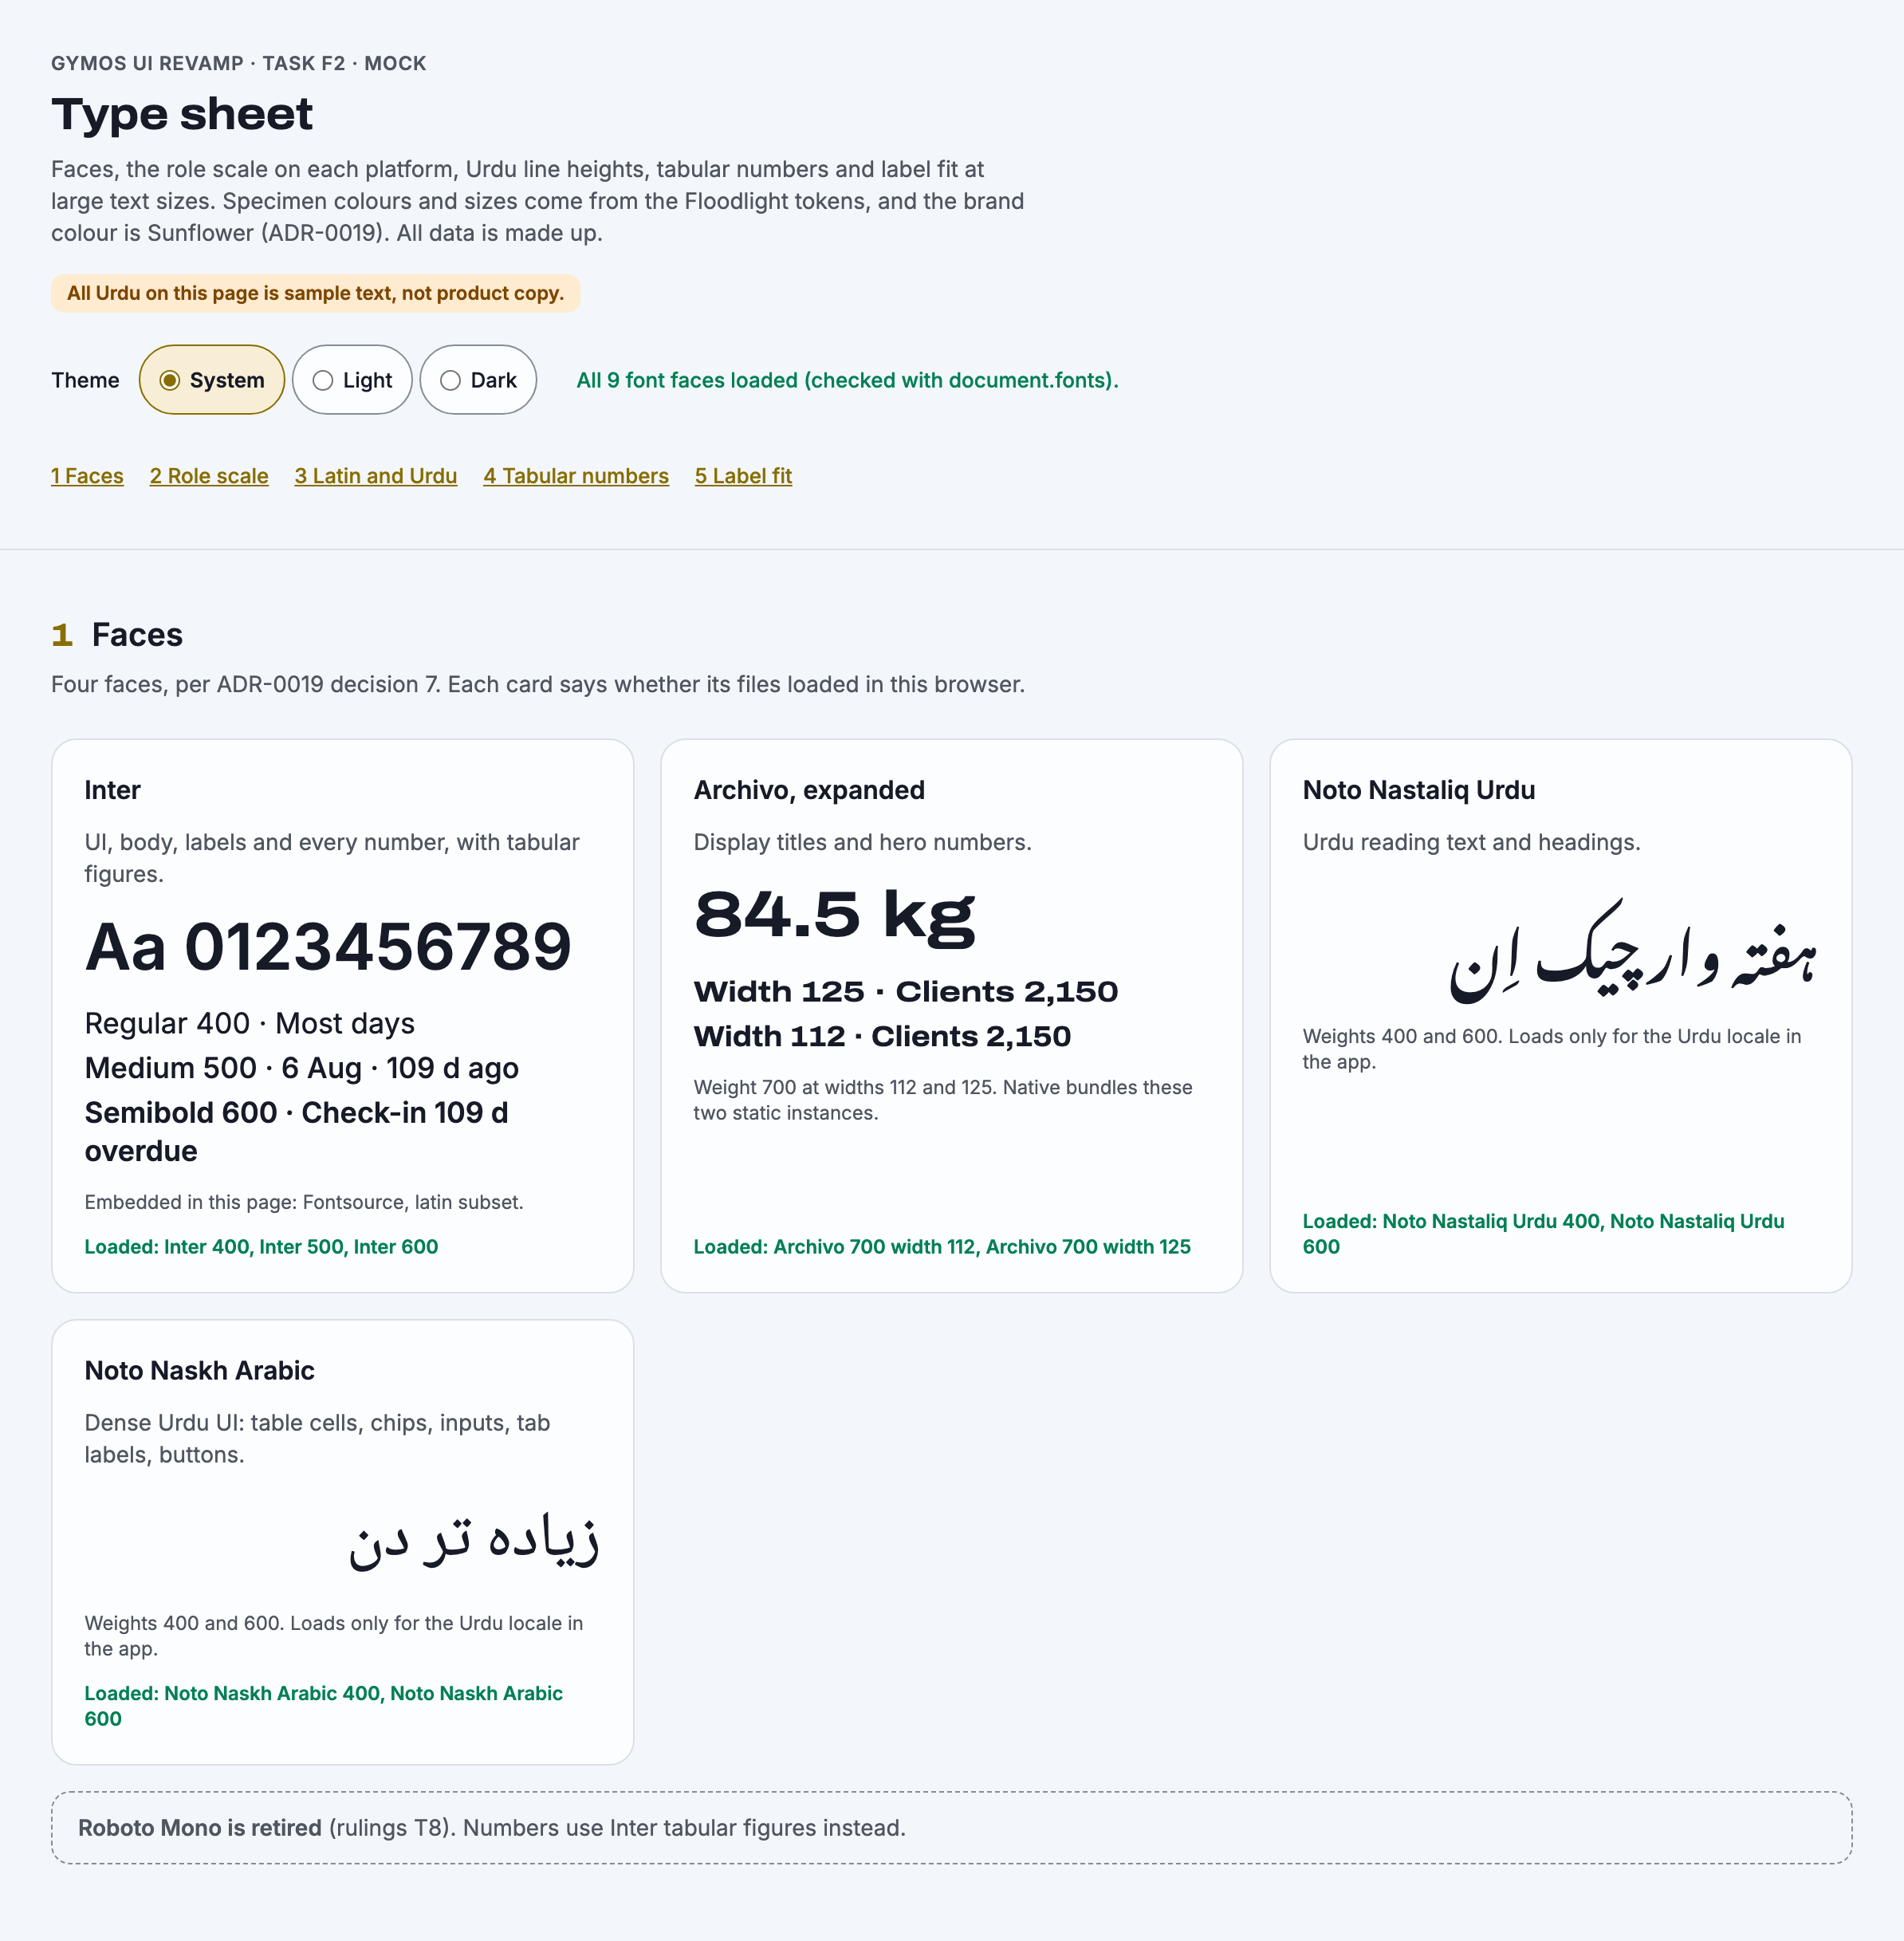 GYMOS UI REVAMP · TASK F2 · MOCK
Type sheet
Faces, the role scale on each platform, Urdu line heights, tabular numbers and label fit at
large text sizes. Specimen colours and sizes come from the Floodlight tokens, and the brand
colour is Sunflower (ADR-0019). All data is made up.
All Urdu on this page is sample text, not product copy.
Theme System Light Dark All 9 font faces loaded (checked with document.fonts).
1 Faces 2 Role scale 3 Latin and Urdu 4 Tabular numbers 5 Label fit
1 Faces
Four faces, per ADR-0019 decision 7. Each card says whether its files loaded in this browser.
Inter
UI, body, labels and every number, with tabular
figures.
Aa 0123456789
Regular 400 · Most days
Medium 500 · 6 Aug · 109 d ago
Semibold 600 · Check-in 109 d
overdue
Embedded in this page: Fontsource, latin subset.
Loaded: Inter 400, Inter 500, Inter 600
Archivo, expanded
Display titles and hero numbers.
84.5 kg
Width 125 · Clients 2,150
Width 112 · Clients 2,150
Weight 700 at widths 112 and 125. Native bundles these
two static instances.
Loaded: Archivo 700 width 112, Archivo 700 width 125
Noto Nastaliq Urdu
Urdu reading text and headings.
ہفتہ وار چیک اِن
Weights 400 and 600. Loads only for the Urdu locale in
the app.
Loaded: Noto Nastaliq Urdu 400, Noto Nastaliq Urdu
600
Noto Naskh Arabic
Dense Urdu UI: table cells, chips, inputs, tab
labels, buttons.
زیادہ تر دن
Weights 400 and 600. Loads only for the Urdu locale in
the app.
Loaded: Noto Naskh Arabic 400, Noto Naskh Arabic
600
Roboto Mono is retired (rulings T8). Numbers use Inter tabular figures instead.